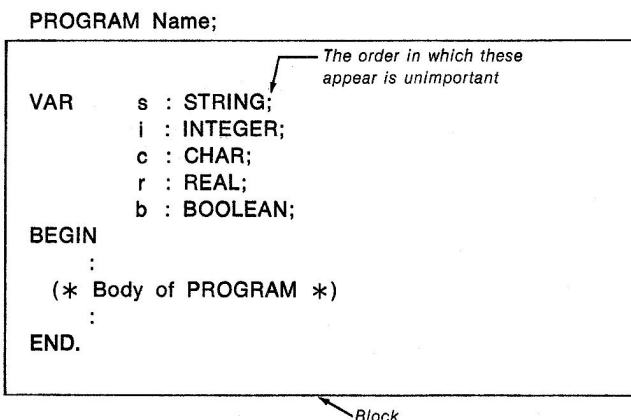 PROGRAM Name;
The order in which these
appear is unimportant
VAR s : STRING;
i : INTEGER;
c : CHAR;
r : REAL;
b : BOOLEAN;
BEGIN
:
(* Body of PROGRAM *)
:
END.
Block